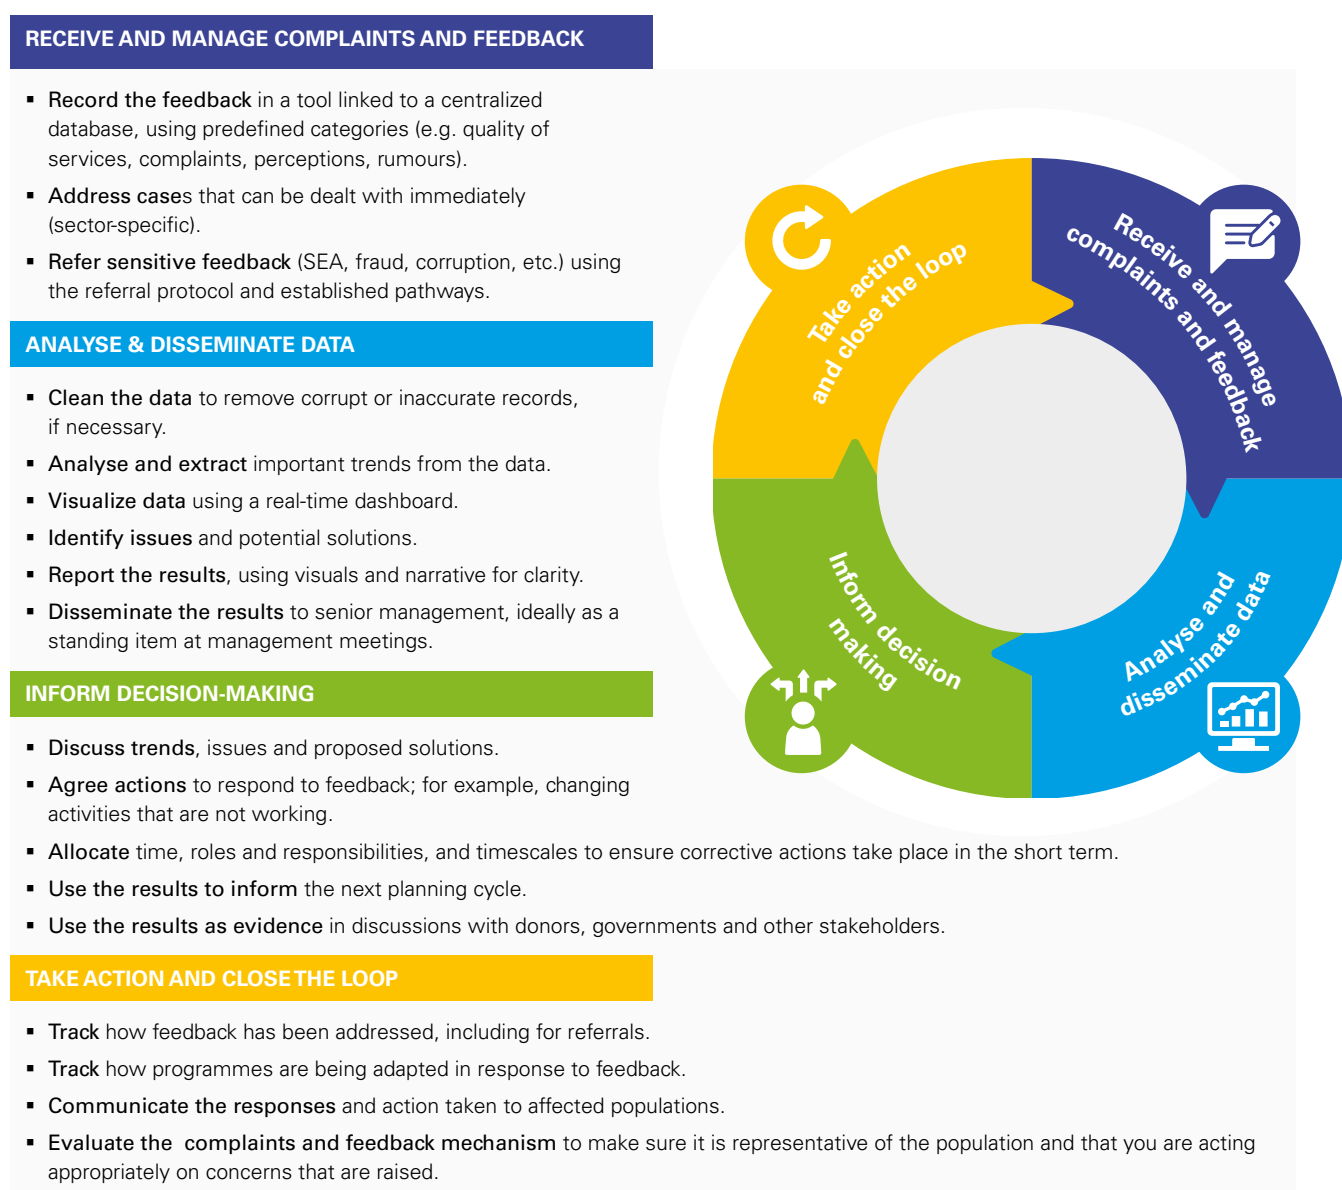 RECEIVE AND MANAGE COMPLAINTS AND FEEDBACK
▪ Record the feedback in a tool linked to a centralized
database, using predefined categories (e.g. quality of
services, complaints, perceptions, rumours).
▪ Address cases that can be dealt with immediately
(sector-specific).
▪ Refer sensitive feedback (SEA, fraud, corruption, etc.) using
the referral protocol and established pathways.
ANALYSE & DISSEMINATE DATA
▪ Clean the data to remove corrupt or inaccurate records,
if necessary.
▪ Analyse and extract important trends from the data.
▪ Visualize data using a real-time dashboard.
▪ Identify issues and potential solutions.
▪ Report the results, using visuals and narrative for clarity.
▪ Disseminate the results to senior management, ideally as a
standing item at management meetings.
INFORM DECISION-MAKING
▪ Discuss trends, issues and proposed solutions.
▪ Agree actions to respond to feedback; for example, changing
activities that are not working.
▪ Allocate time, roles and responsibilities, and timescales to ensure corrective actions take place in the short term.
▪ Use the results to inform the next planning cycle.
▪ Use the results as evidence in discussions with donors, governments and other stakeholders.
TAKE ACTION AND CLOSE THE LOOP
▪ Track how feedback has been addressed, including for referrals.
▪ Track how programmes are being adapted in response to feedback.
▪ Communicate the responses and action taken to affected populations.
▪ Evaluate the complaints and feedback mechanism to make sure it is representative of the population and that you are acting
appropriately on concerns that are raised.
Take action
and close the loop
Receive and manage
complaints and feedback
Inform decision
making
Analyse and
disseminate data